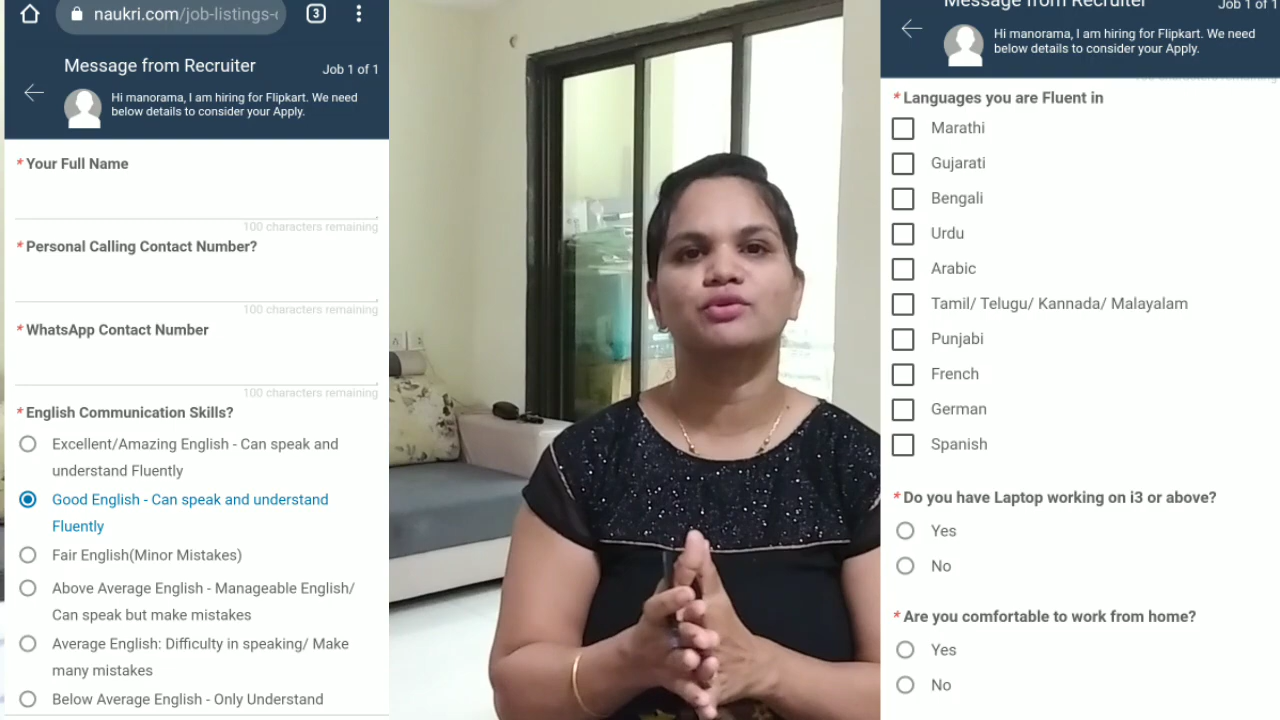 naukri.com/job-listings-
3
Message from Recruiter
Job 1 of 1
Hi manorama, I am hiring for Flipkart. We need
below details to consider your Apply.
* Your Full Name
100 characters remaining
* Personal Calling Contact Number?
100 characters remaining
* WhatsApp Contact Number
100 characters remaining
* English Communication Skills?
Excellent/Amazing English - Can speak and
understand Fluently
Good English - Can speak and understand
Fluently
Fair English(Minor Mistakes)
Above Average English - Manageable English/
Can speak but make mistakes
Average English: Difficulty in speaking/ Make
many mistakes
Below Average English - Only Understand
Message from Recruiter
Job 1 of 1
Hi manorama, I am hiring for Flipkart. We need
below details to consider your Apply.
* Languages you are Fluent in
Marathi
Gujarati
Bengali
Urdu
Arabic
Tamil/ Telugu/ Kannada/ Malayalam
Punjabi
French
German
Spanish
* Do you have Laptop working on i3 or above?
Yes
No
* Are you comfortable to work from home?
Yes
No